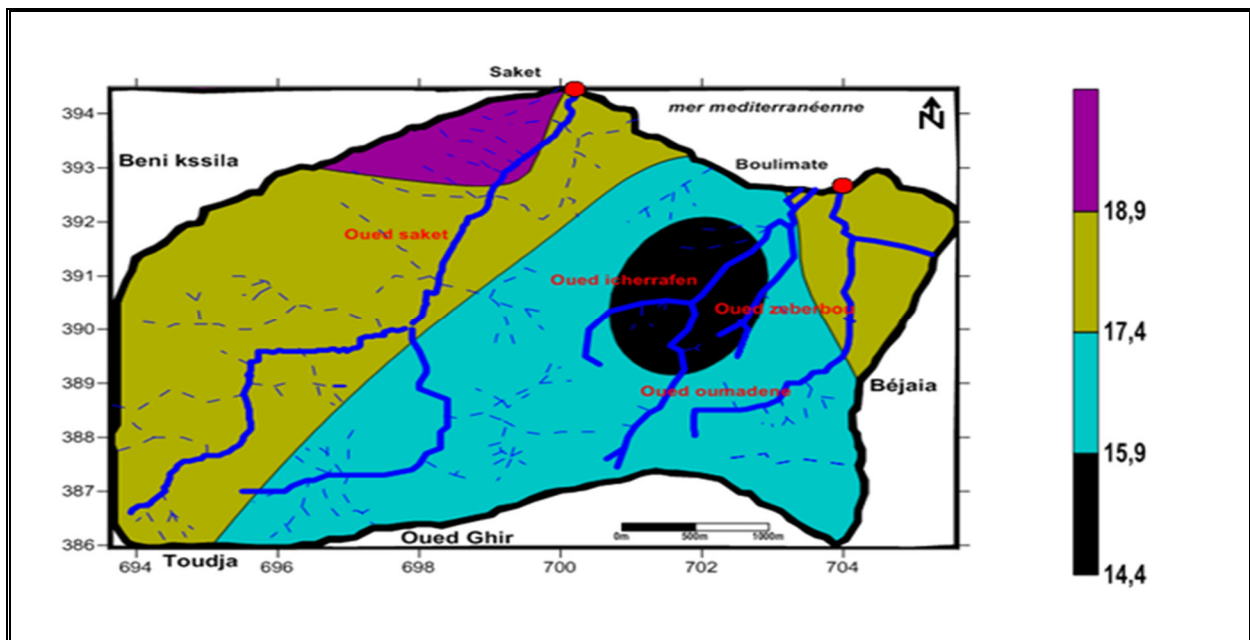 Saket
mer mediterranéenne
N
394
393
392
391
390
389
388
387
386
Beni kssila
Boulimate
Oued saket
Oued icherrafen
Oued zeberbou
Oued oumadene
Béjaia
Oued Ghir
Toudja
0m 500m 1000m
694 696 698 700 702 704
18,9
17,4
15,9
14,4